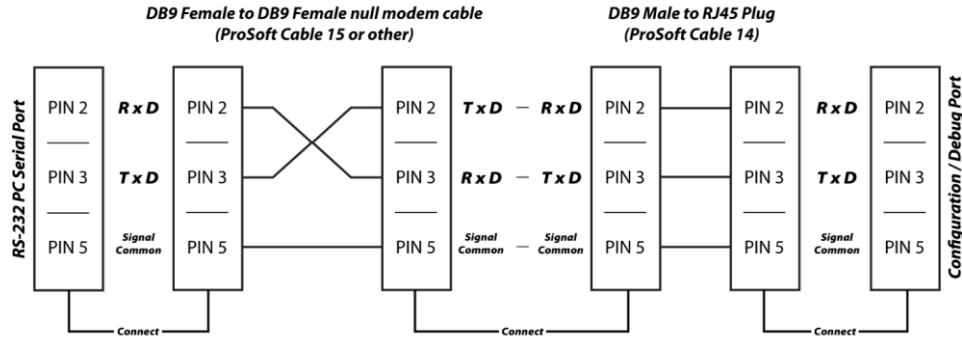 DB9 Female to DB9 Female null modem cable
(ProSoft Cable 15 or other)
DB9 Male to RJ45 Plug
(ProSoft Cable 14)
RS-232 PC Serial Port
PIN 2
RxD
PIN 2
PIN 2
TxD – RxD
PIN 2
PIN 2
RxD
PIN 2
PIN 3
TxD
PIN 3
PIN 3
RxD – TxD
PIN 3
PIN 3
TxD
PIN 3
PIN 5
Signal
Common
PIN 5
PIN 5
Signal
Common
–
Signal
Common
PIN 5
PIN 5
Signal
Common
PIN 5
Configuration / Debug Port
Connect
Connect
Connect